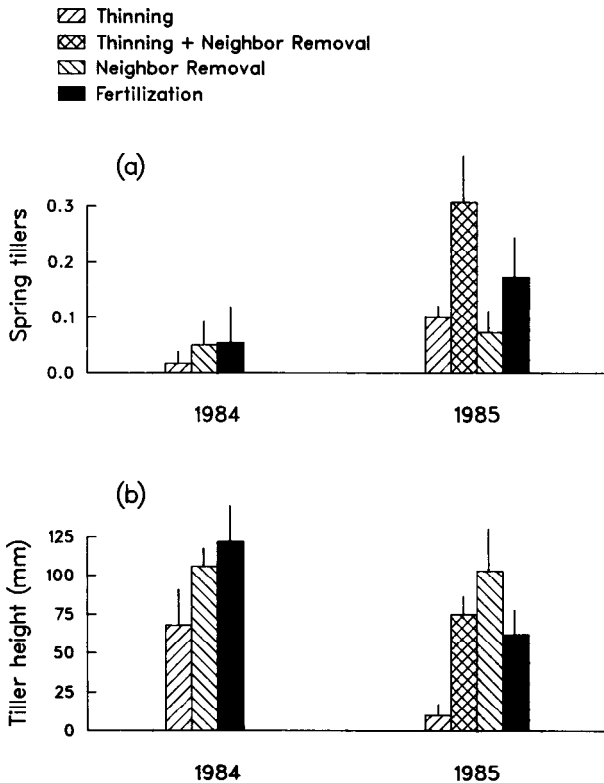 Thinning
Thinning + Neighbor Removal
Neighbor Removal
Fertilization
(a)
Spring tillers
0.3
0.2
0.1
0.0
1984
1985
(b)
Tiller height (mm)
125
100
75
50
25
0
1984
1985